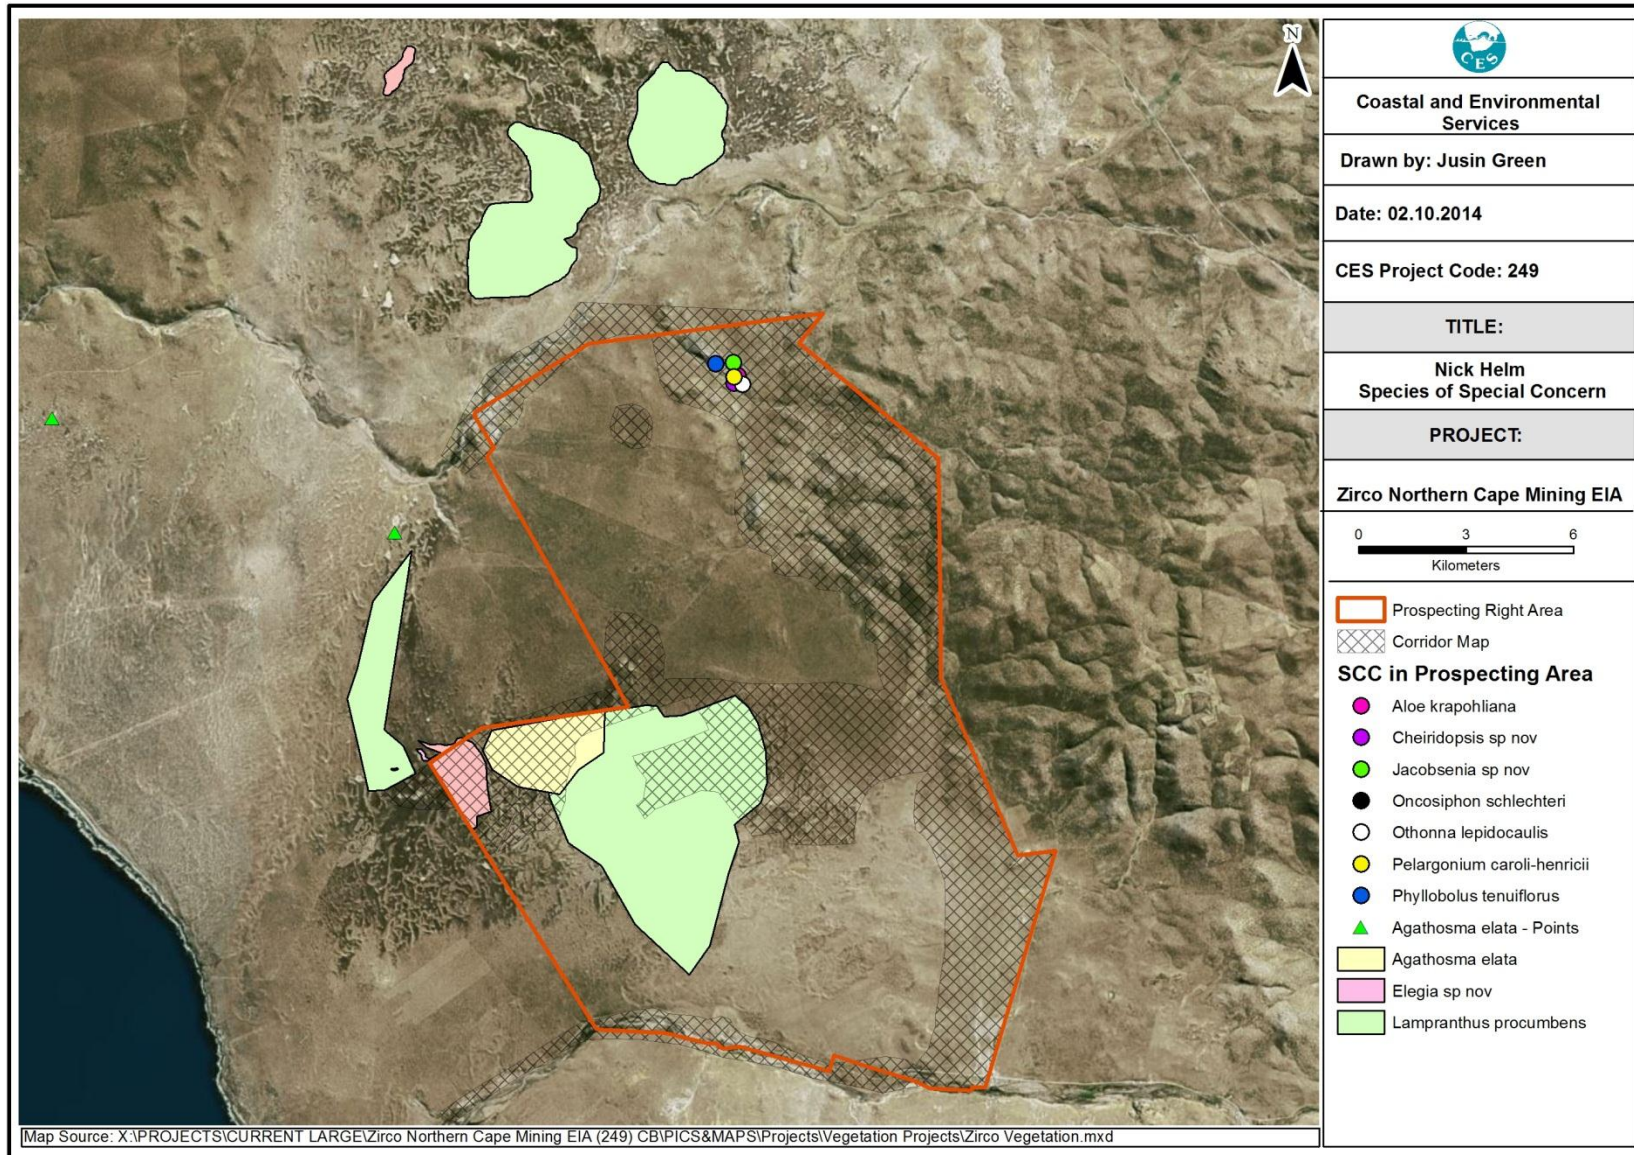 N
CES
Coastal and Environmental
Services
Drawn by: Jusin Green
Date: 02.10.2014
CES Project Code: 249
TITLE:
Nick Helm
Species of Special Concern
PROJECT:
Zirco Northern Cape Mining EIA
0 3 6
Kilometers
Prospecting Right Area
Corridor Map
SCC in Prospecting Area
Aloe krapohliana
Cheiridopsis sp nov
Jacobsenia sp nov
Oncosiphon schlechteri
Othonna lepidocaulis
Pelargonium caroli-henricii
Phyllobolus tenuiflorus
Agathosma elata - Points
Agathosma elata
Elegia sp nov
Lampranthus procumbens
Map Source: X:\PROJECTS\CURRENT LARGE\Zirco Northern Cape Mining EIA (249) CB\PICS&MAPS\Projects\Vegetation Projects\Zirco Vegetation.mxd